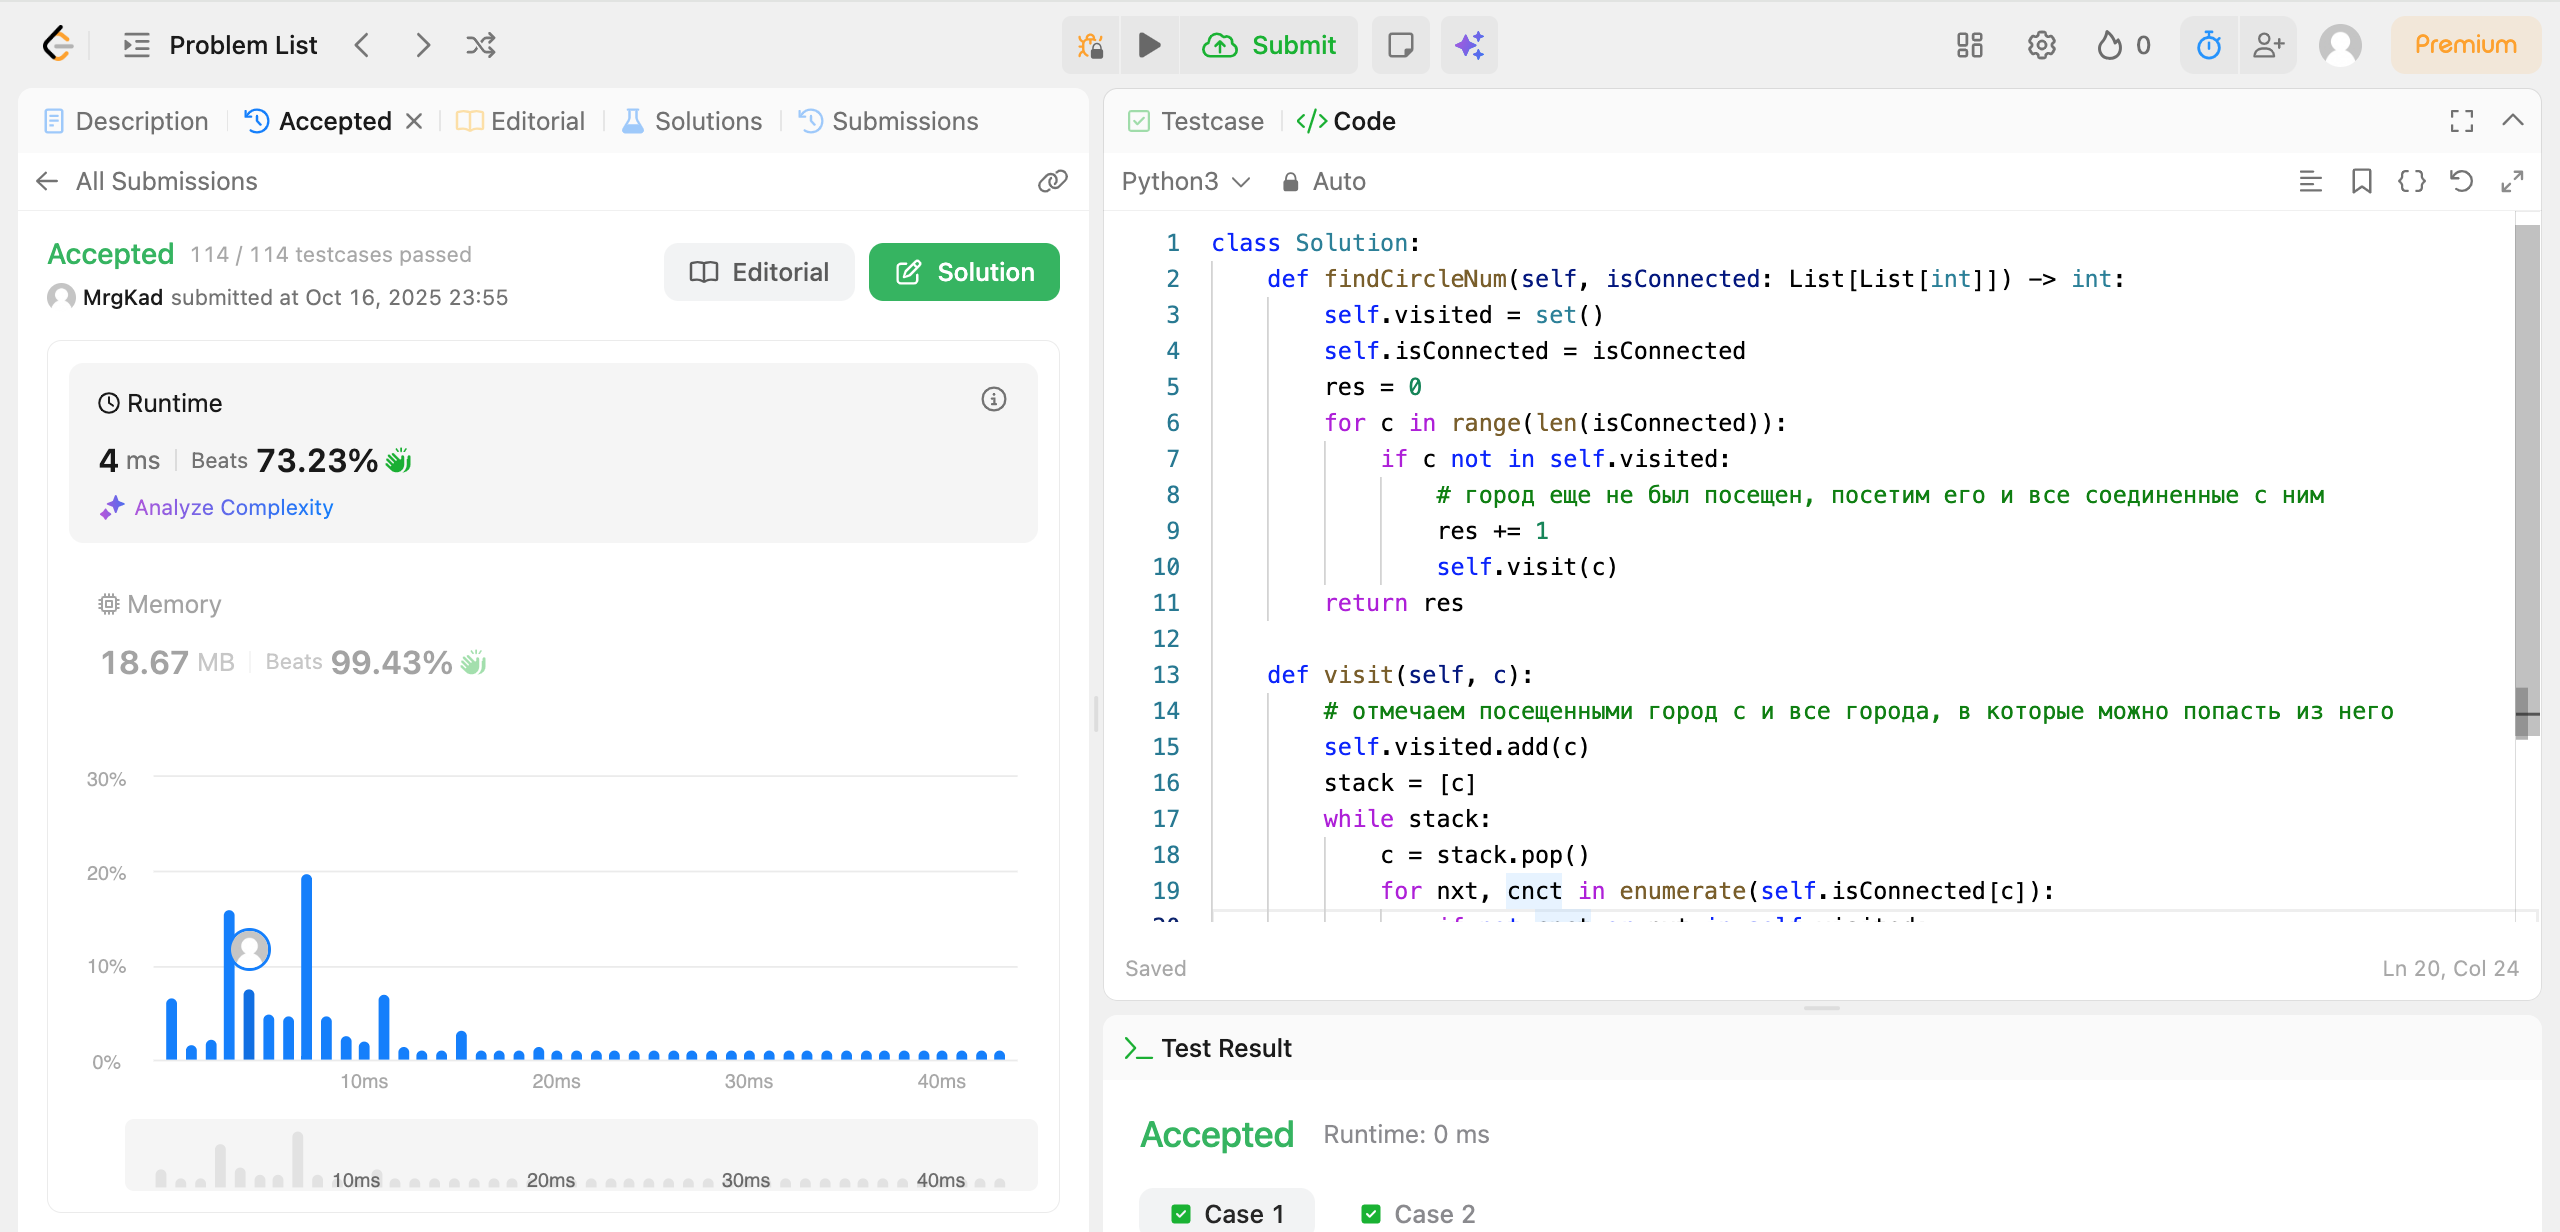 Problem List
Submit
0
Premium
Description
Accepted
Editorial
Solutions
Submissions
All Submissions
Accepted 114 / 114 testcases passed
MrgKad submitted at Oct 16, 2025 23:55
Editorial
Solution
Runtime
4 ms | Beats 73.23%
Analyze Complexity
Memory
18.67 MB | Beats 99.43%
30%
20%
10%
0%
10ms 20ms 30ms 40ms
10ms 20ms 30ms 40ms
Testcase
</> Code
Python3
Auto
1 class Solution:
2     def findCircleNum(self, isConnected: List[List[int]]) -> int:
3         self.visited = set()
4         self.isConnected = isConnected
5         res = 0
6         for c in range(len(isConnected)):
7             if c not in self.visited:
8                 # город еще не был посещен, посетим его и все соединенные с ним
9                 res += 1
10                 self.visit(c)
11         return res
12
13     def visit(self, c):
14         # отмечаем посещенными город c и все города, в которые можно попасть из него
15         self.visited.add(c)
16         stack = [c]
17         while stack:
18             c = stack.pop()
19             for nxt, cnct in enumerate(self.isConnected[c]):
Saved
Ln 20, Col 24
Test Result
Accepted
Runtime: 0 ms
Case 1
Case 2